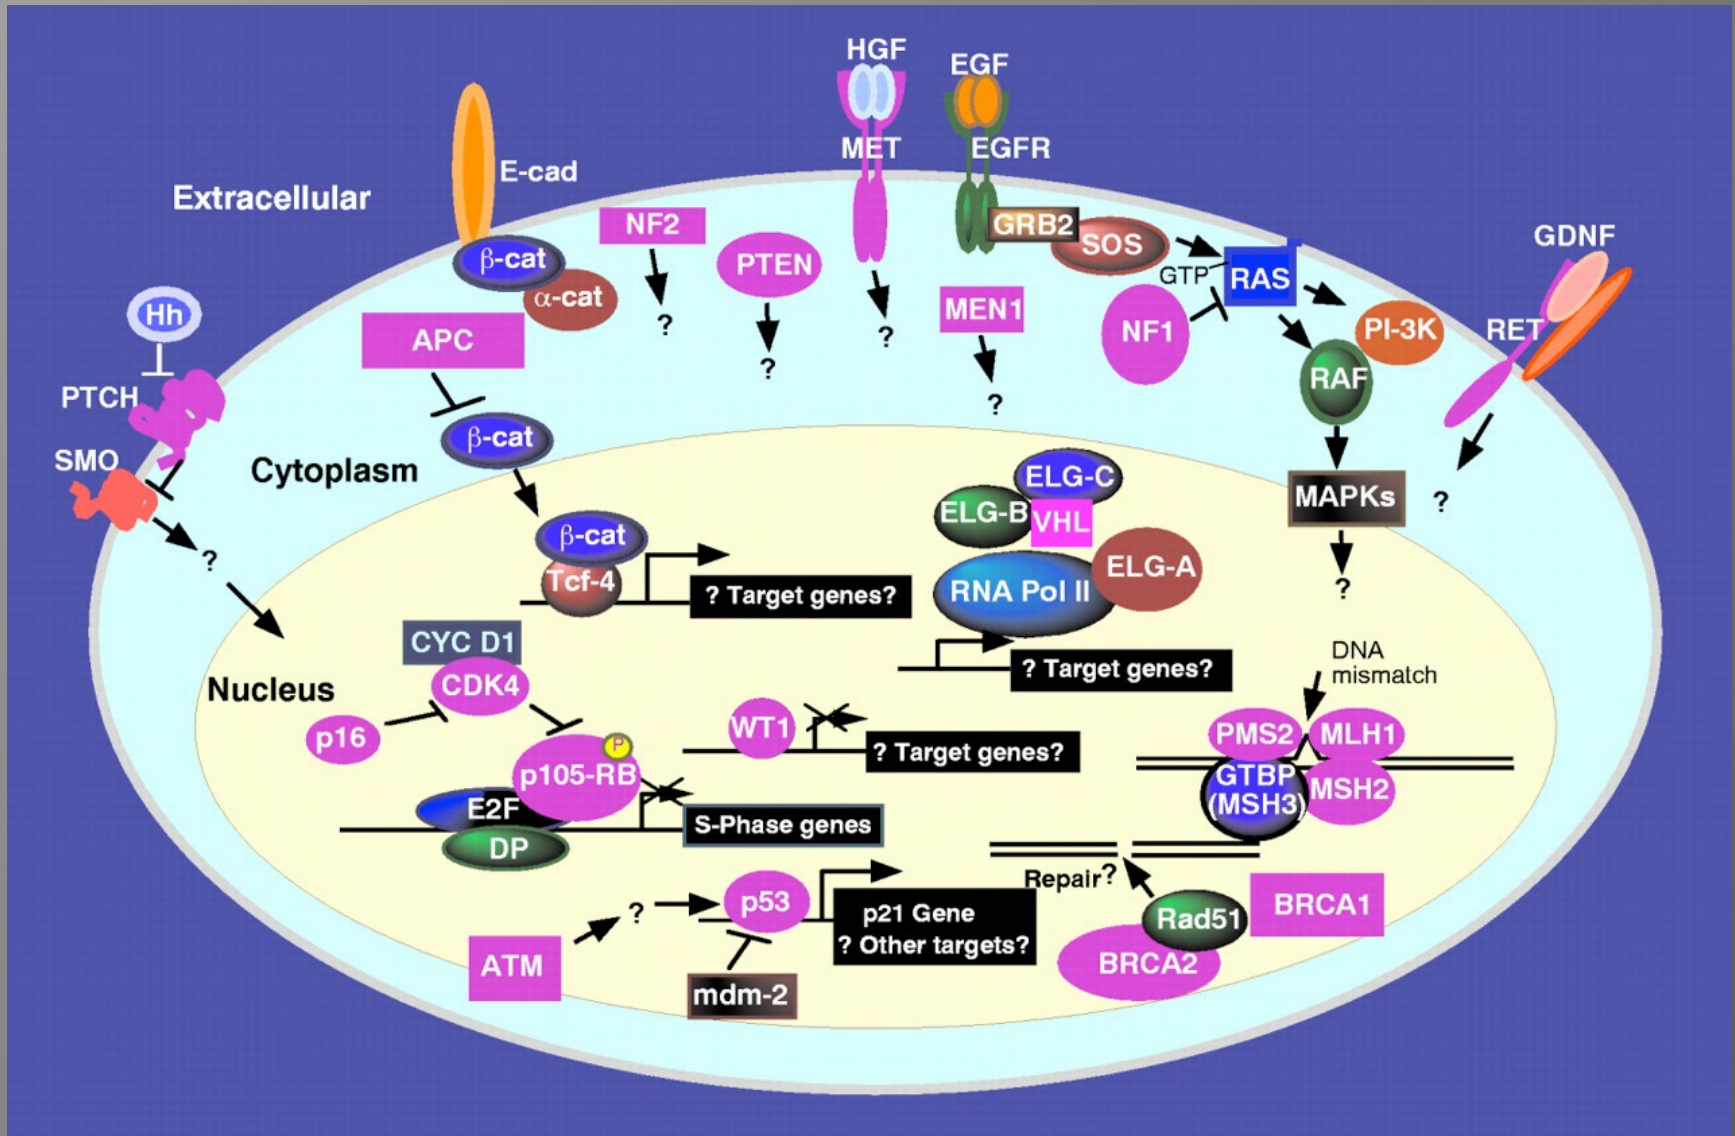 HGF
EGF
MET
EGFR
E-cad
Extracellular
NF2
GRB2
SOS
GDNF
β-cat
PTEN
GTP
RAS
α-cat
Hh
MEN1
NF1
PI-3K
RET
APC
?
?
?
?
RAF
PTCH
β-cat
SMO
Cytoplasm
ELG-C
MAPKs
?
ELG-B
VHL
β-cat
?
Tcf-4
ELG-A
RNA Pol II
? Target genes?
?
CYC D1
DNA
mismatch
? Target genes?
Nucleus
CDK4
p16
WT1
PMS2
MLH1
P
? Target genes?
p105-RB
GTBP
(MSH3)
MSH2
E2F
S-Phase genes
DP
Repair?
p53
?
p21 Gene
? Other targets?
Rad51
BRCA1
ATM
BRCA2
mdm-2